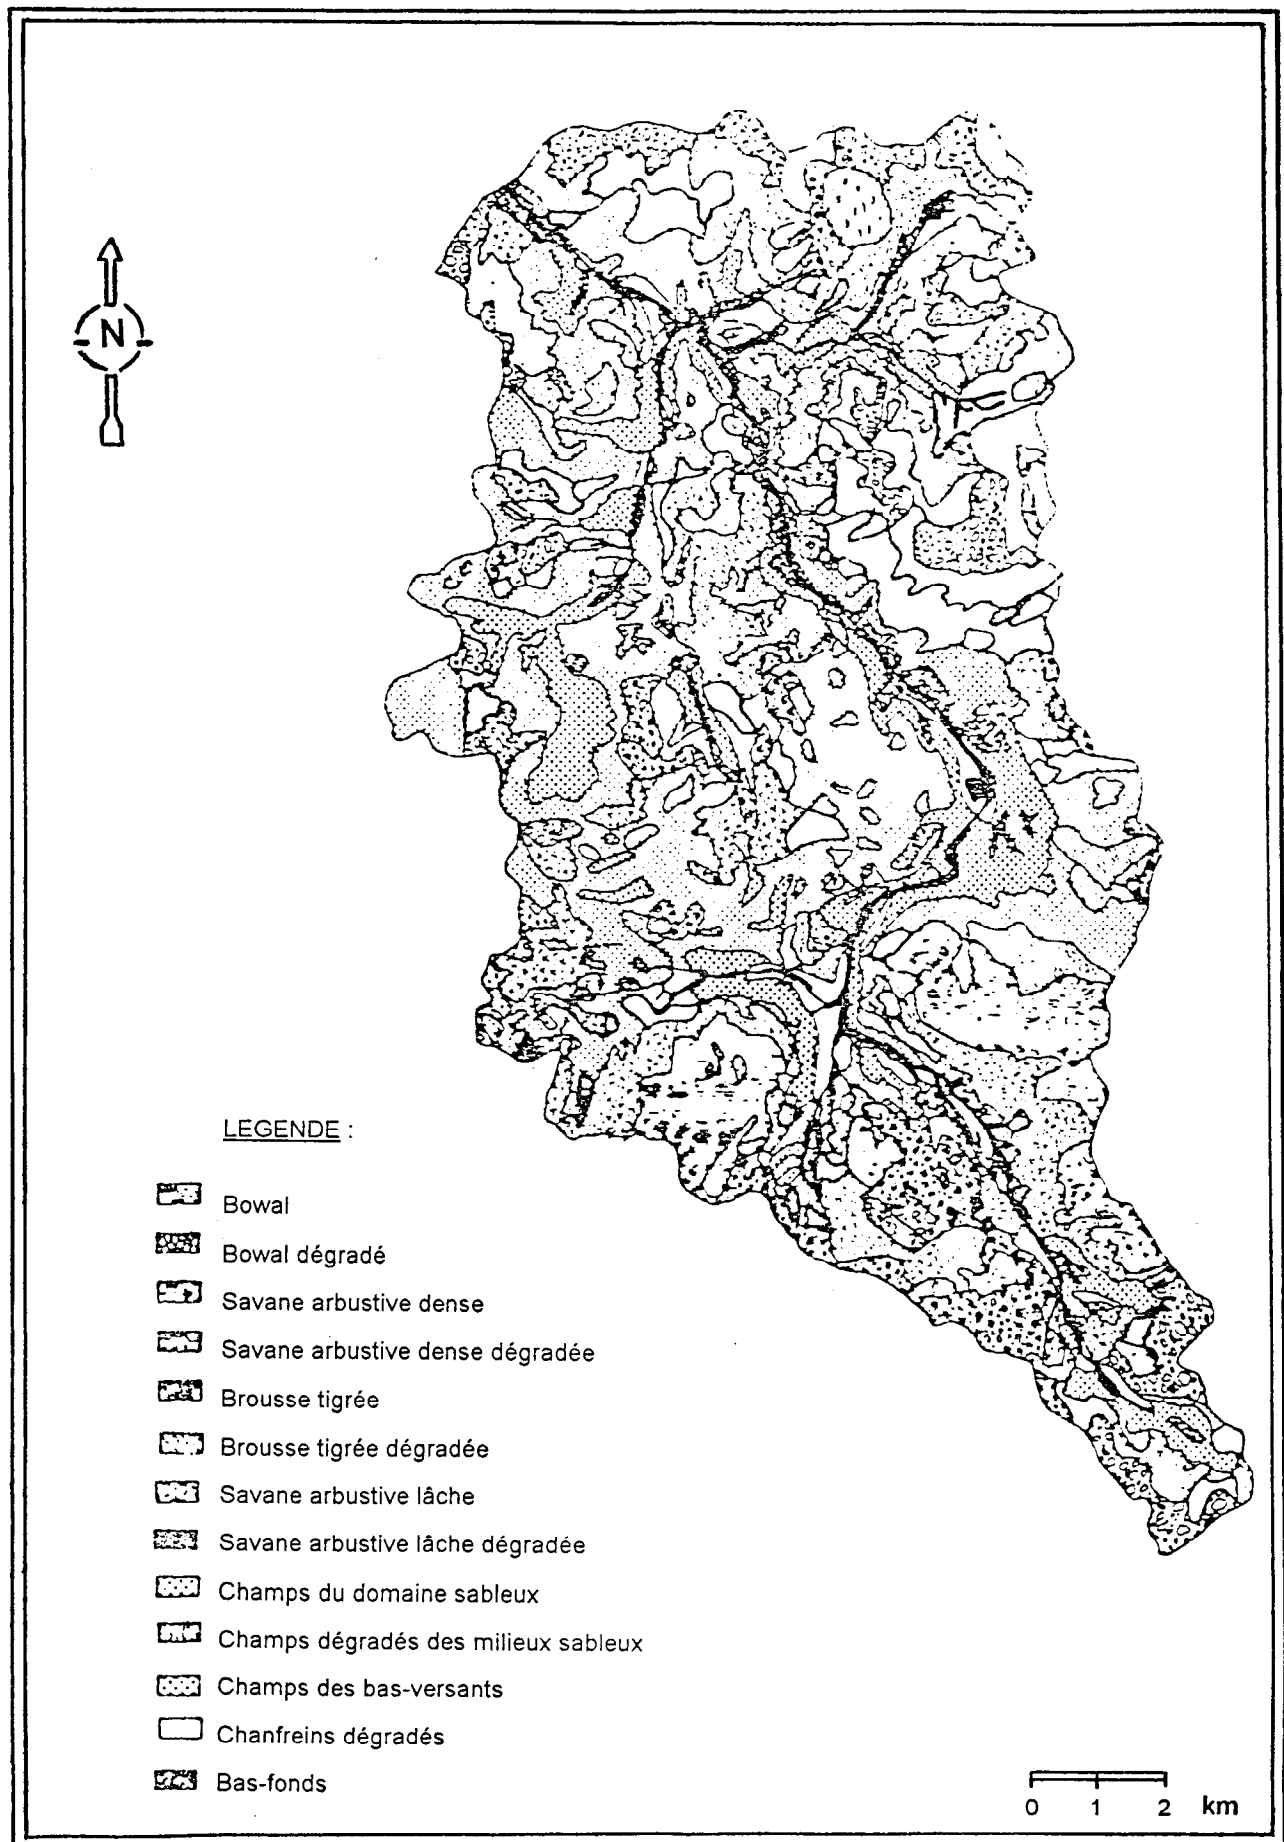 N
LEGENDE :
Bowal
Bowal dégradé
Savane arbustive dense
Savane arbustive dense dégradée
Brousse tigrée
Brousse tigrée dégradée
Savane arbustive lâche
Savane arbustive lâche dégradée
Champs du domaine sableux
Champs dégradés des milieux sableux
Champs des bas-versants
Chanfreins dégradés
Bas-fonds
0 1 2 km